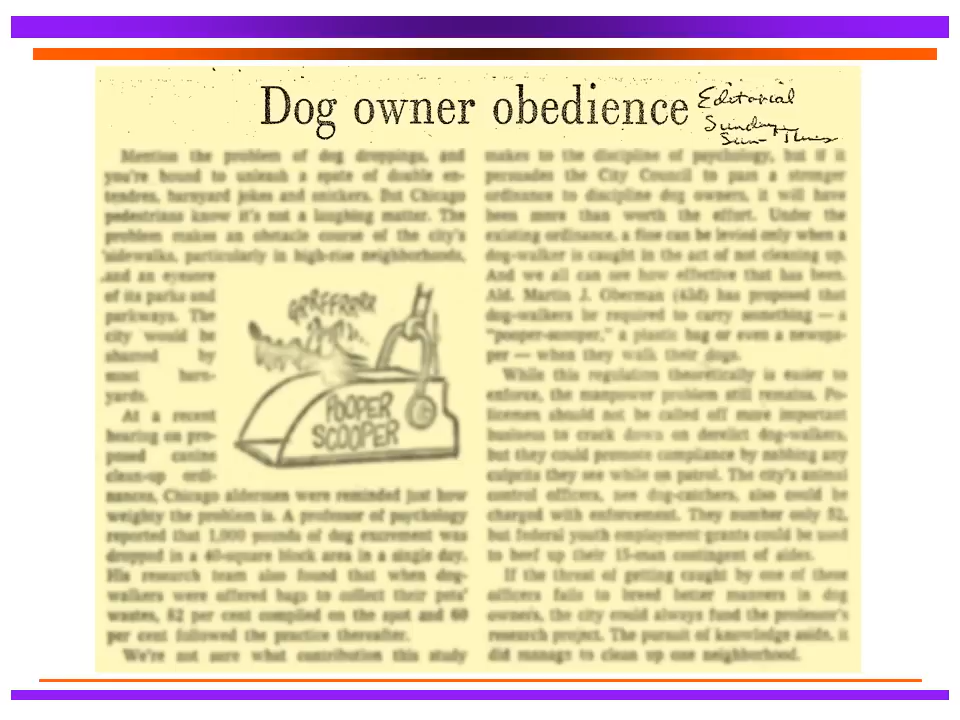 Dog owner obedience
Editorial
Sunday
Sun-Times
Mention the problem of dog droppings, and
you're bound to unleash a spate of double en-
tendres, barnyard jokes and snickers. But Chicago
pedestrians know it's not a laughing matter. The
problem makes an obstacle course of the city's
sidewalks, particularly in high-rise neighborhoods,
and an eyesore
of its parks and
parkways. The
city would be
shamed by
most barn-
yards.
At a recent
hearing on pro-
posed canine
clean-up ordi-
nances, Chicago aldermen were reminded just how
weighty the problem is. A professor of psychology
reported that 1,000 pounds of dog excrement was
dropped in a 40-square block area in a single day.
His research team also found that when dog-
walkers were offered bags to collect their pets'
wastes, 82 per cent complied on the spot and 60
per cent followed the practice thereafter.
We're not sure what contribution this study
GRRFFRRRR
POOPER
SCOOPER
makes to the discipline of psychology, but if it
persuades the City Council to pass a stronger
ordinance to discipline dog owners, it will have
been more than worth the effort. Under the
existing ordinance, a fine can be levied only when a
dog-walker is caught in the act of not cleaning up.
And we all can see how effective that has been.
Ald. Martin J. Oberman (43d) has proposed that
dog-walkers be required to carry something — a
"pooper-scooper," a plastic bag or even a newspa-
per — when they walk their dogs.
While this regulation theoretically is easier to
enforce, the manpower problem still remains. Po-
licemen should not be called off more important
business to crack down on derelict dog-walkers,
but they could promote compliance by nabbing any
culprits they see while on patrol. The city's animal
control officers, nee dog-catchers, also could be
charged with enforcement. They number only 52,
but federal youth employment grants could be used
to beef up their 15-man contingent of aides.
If the threat of getting caught by one of these
officers fails to breed better manners in dog
owners, the city could always fund the professor's
research project. The pursuit of knowledge aside, it
did manage to clean up one neighborhood.